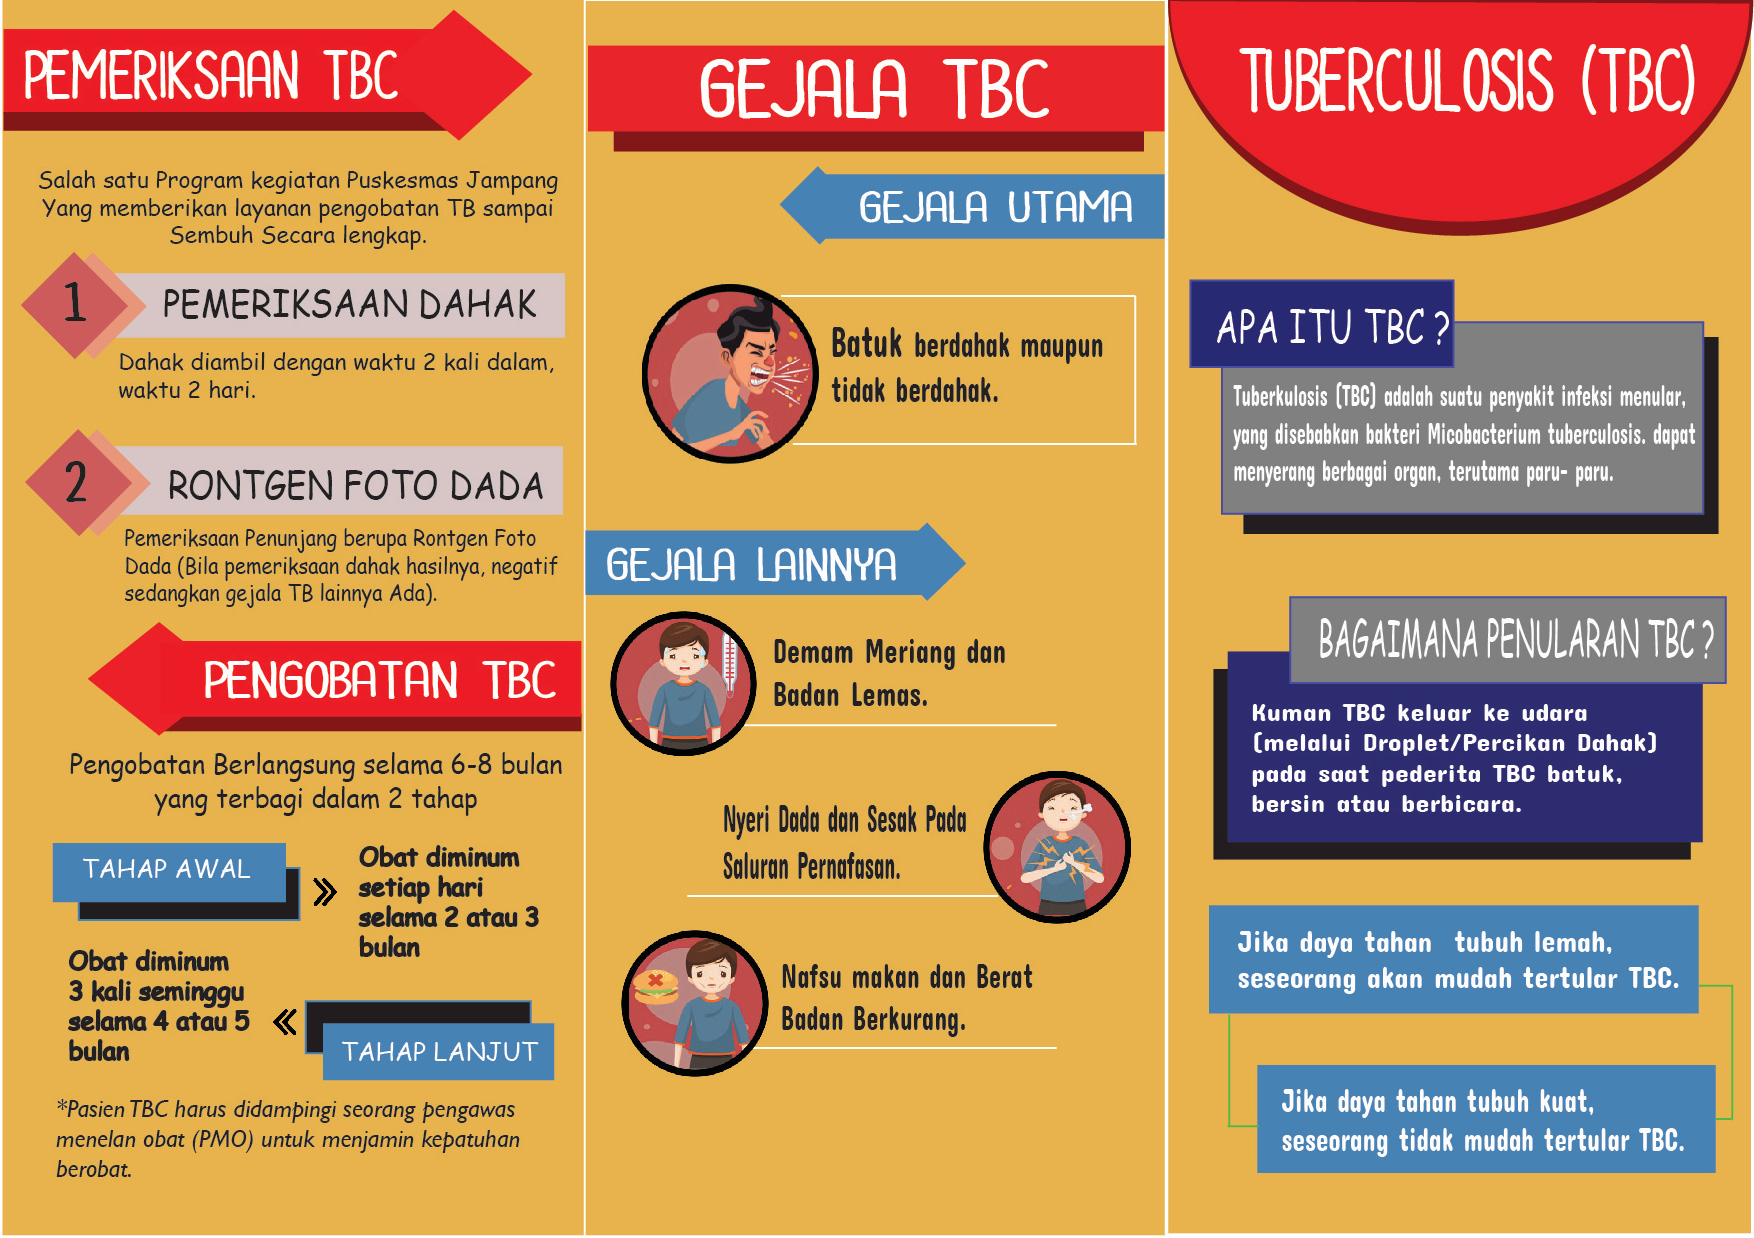 PEMERIKSAAN TBC
Salah satu Program kegiatan Puskesmas Jampang
Yang memberikan layanan pengobatan TB sampai
Sembuh Secara lengkap.
1
PEMERIKSAAN DAHAK
Dahak diambil dengan waktu 2 kali dalam,
waktu 2 hari.
2
RONTGEN FOTO DADA
Pemeriksaan Penunjang berupa Rontgen Foto
Dada (Bila pemeriksaan dahak hasilnya, negatif
sedangkan gejala TB lainnya Ada).
PENGOBATAN TBC
Pengobatan Berlangsung selama 6-8 bulan
yang terbagi dalam 2 tahap
TAHAP AWAL
Obat diminum
setiap hari
selama 2 atau 3
bulan
Obat diminum
3 kali seminggu
selama 4 atau 5
bulan
TAHAP LANJUT
*Pasien TBC harus didampingi seorang pengawas
menelan obat (PMO) untuk menjamin kepatuhan
berobat.
GEJALA TBC
GEJALA UTAMA
Batuk berdahak maupun
tidak berdahak.
GEJALA LAINNYA
Demam Meriang dan
Badan Lemas.
Nyeri Dada dan Sesak Pada
Saluran Pernafasan.
Nafsu makan dan Berat
Badan Berkurang.
TUBERCULOSIS (TBC)
APA ITU TBC ?
Tuberkulosis (TBC) adalah suatu penyakit infeksi menular,
yang disebabkan bakteri Micobacterium tuberculosis. dapat
menyerang berbagai organ, terutama paru- paru.
BAGAIMANA PENULARAN TBC ?
Kuman TBC keluar ke udara
(melalui Droplet/Percikan Dahak)
pada saat pederita TBC batuk,
bersin atau berbicara.
Jika daya tahan tubuh lemah,
seseorang akan mudah tertular TBC.
Jika daya tahan tubuh kuat,
seseorang tidak mudah tertular TBC.